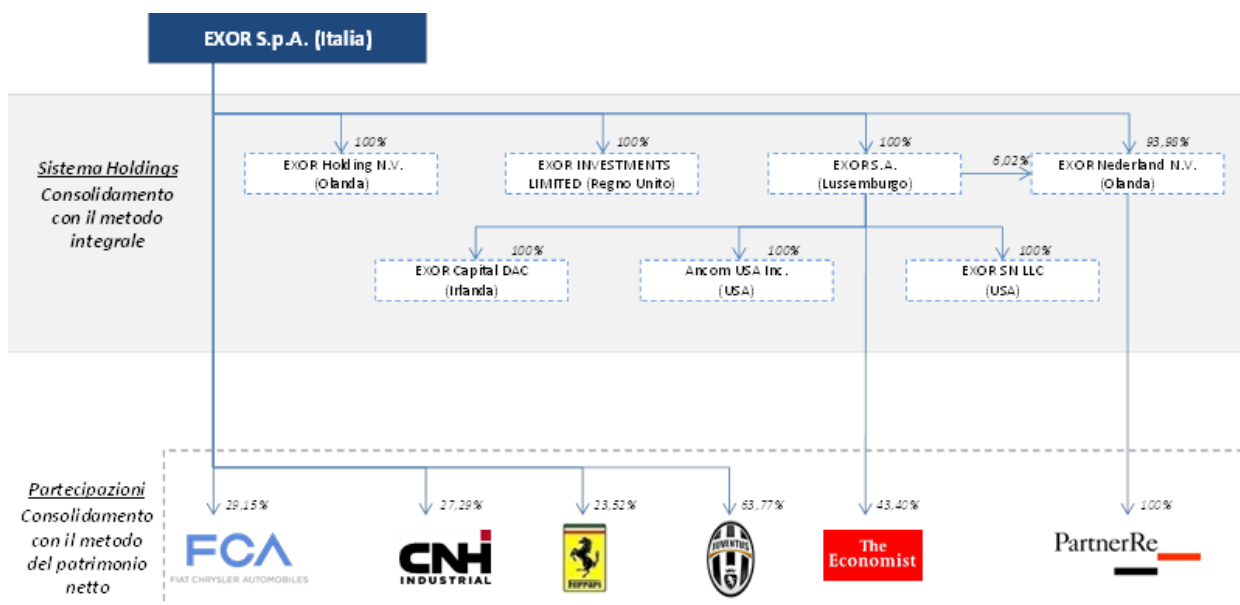 EXOR S.p.A. (Italia)
Sistema Holdings
Consolidamento
con il metodo
integrale
100%
EXOR Holding N.V.
(Olanda)
100%
EXOR INVESTMENTS
LIMITED (Regno Unito)
100%
EXOR S.A.
(Lussemburgo)
6,02%
93,98%
EXOR Nederland N.V.
(Olanda)
100%
EXOR Capital DAC
(Irlanda)
100%
Ancom USA Inc.
(USA)
100%
EXOR SN LLC
(USA)
Partecipazioni
Consolidamento
con il metodo
del patrimonio
netto
29,15%
FCA
FIAT CHRYSLER AUTOMOBILES
27,29%
CNH
INDUSTRIAL
23,52%
Ferrari
63,77%
JUVENTUS
43,40%
The
Economist
100%
PartnerRe